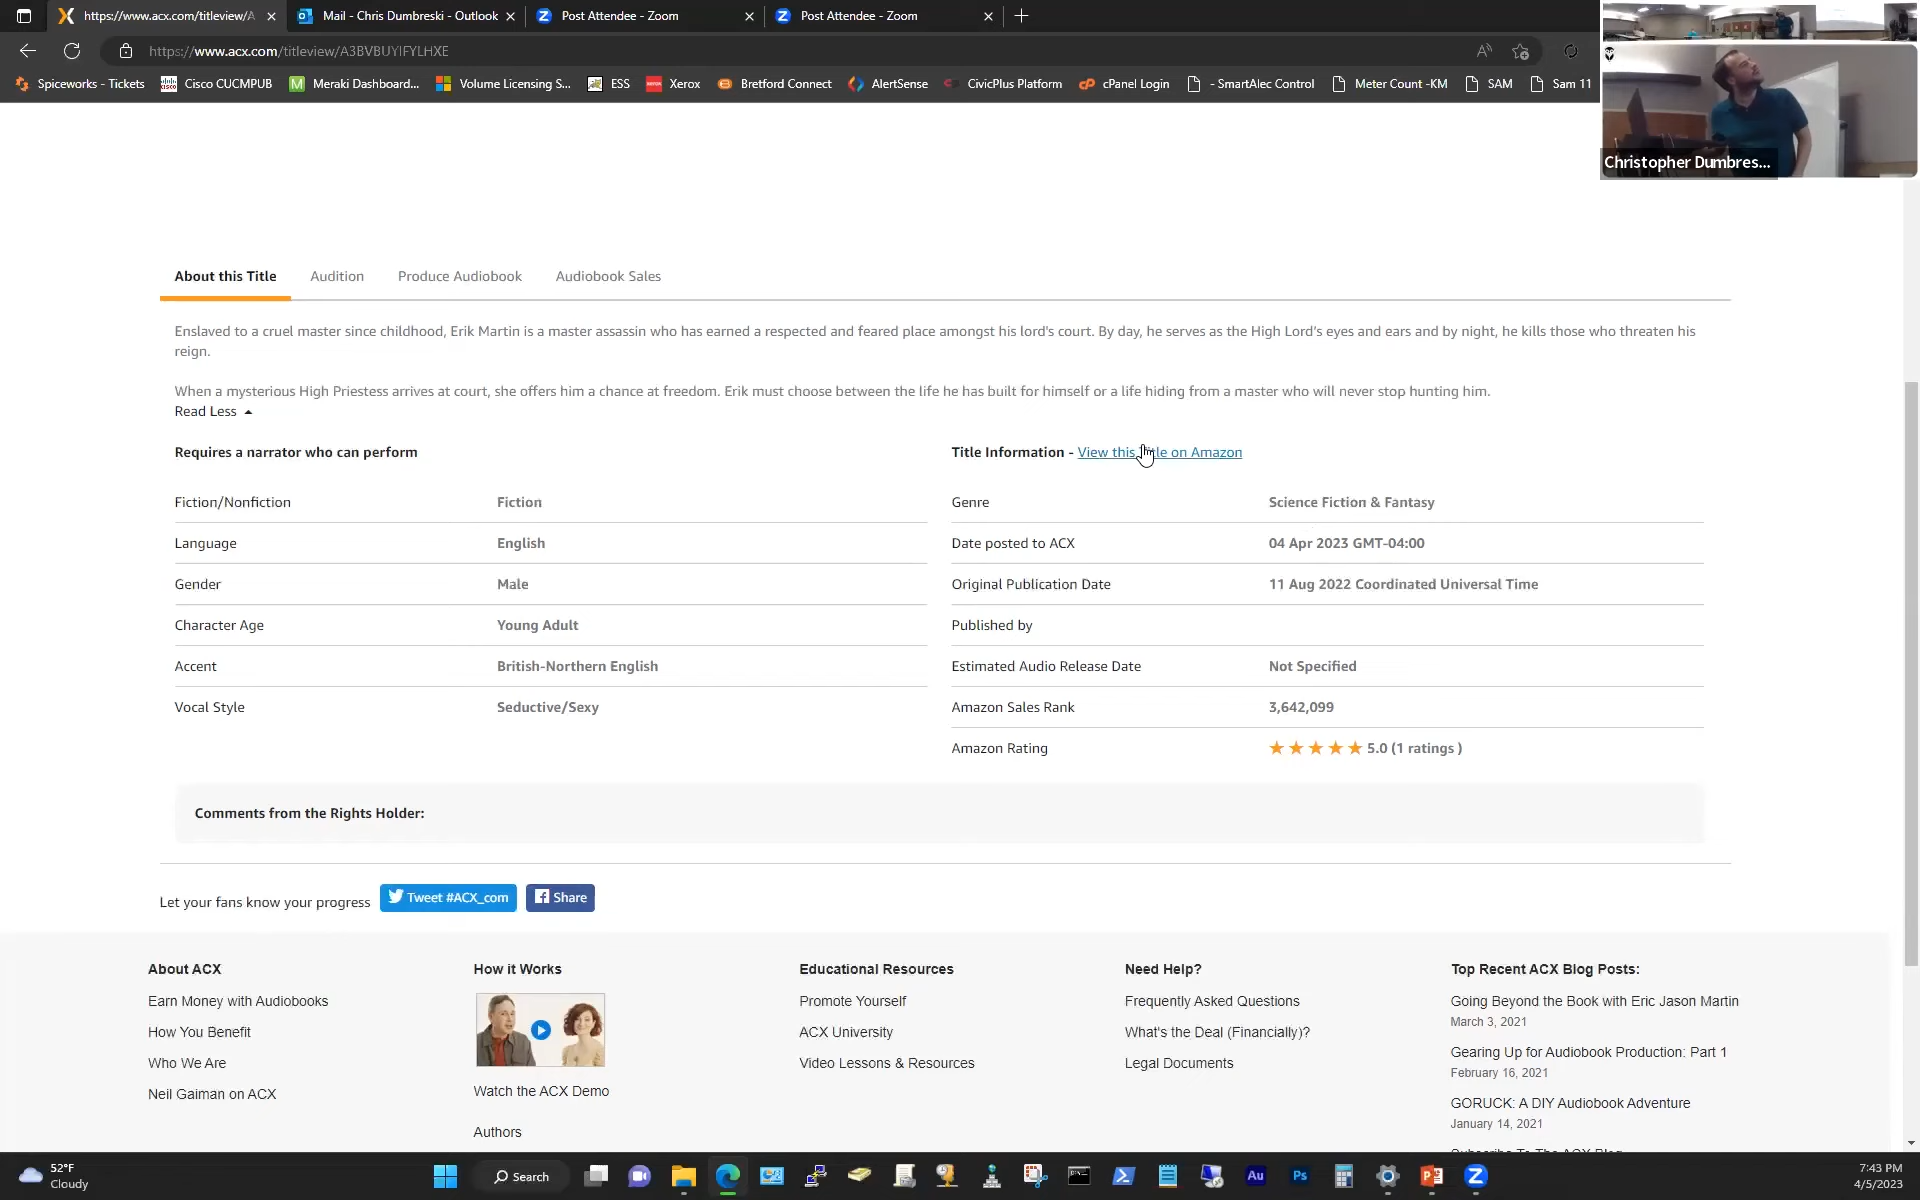 https://www.acx.com/titleview/A
Mail - Chris Dumbreski - Outlook
Post Attendee - Zoom
Post Attendee - Zoom
https://www.acx.com/titleview/A3BVBUYIFYLHXE
Spiceworks - Tickets
Cisco CUCMPUB
Meraki Dashboard...
Volume Licensing S...
ESS
Xerox
Bretford Connect
AlertSense
CivicPlus Platform
cPanel Login
- SmartAlec Control
Meter Count -KM
SAM
Sam 11
Christopher Dumbres...
About this Title
Audition
Produce Audiobook
Audiobook Sales
Enslaved to a cruel master since childhood, Erik Martin is a master assassin who has earned a respected and feared place amongst his lord's court. By day, he serves as the High Lord's eyes and ears and by night, he kills those who threaten his
reign.
When a mysterious High Priestess arrives at court, she offers him a chance at freedom. Erik must choose between the life he has built for himself or a life hiding from a master who will never stop hunting him.
Read Less
Requires a narrator who can perform
Fiction/Nonfiction Fiction
Language English
Gender Male
Character Age Young Adult
Accent British-Northern English
Vocal Style Seductive/Sexy
Title Information - View this title on Amazon
Genre Science Fiction & Fantasy
Date posted to ACX 04 Apr 2023 GMT-04:00
Original Publication Date 11 Aug 2022 Coordinated Universal Time
Published by
Estimated Audio Release Date Not Specified
Amazon Sales Rank 3,642,099
Amazon Rating 5.0 (1 ratings )
Comments from the Rights Holder:
Let your fans know your progress
Tweet #ACX_com
Share
About ACX
Earn Money with Audiobooks
How You Benefit
Who We Are
Neil Gaiman on ACX
How it Works
Watch the ACX Demo
Authors
Educational Resources
Promote Yourself
ACX University
Video Lessons & Resources
Need Help?
Frequently Asked Questions
What's the Deal (Financially)?
Legal Documents
Top Recent ACX Blog Posts:
Going Beyond the Book with Eric Jason Martin
March 3, 2021
Gearing Up for Audiobook Production: Part 1
February 16, 2021
GORUCK: A DIY Audiobook Adventure
January 14, 2021
Subscribe To The ACX Blog
52°F
Cloudy
Search
Au
Ps
7:43 PM
4/5/2023